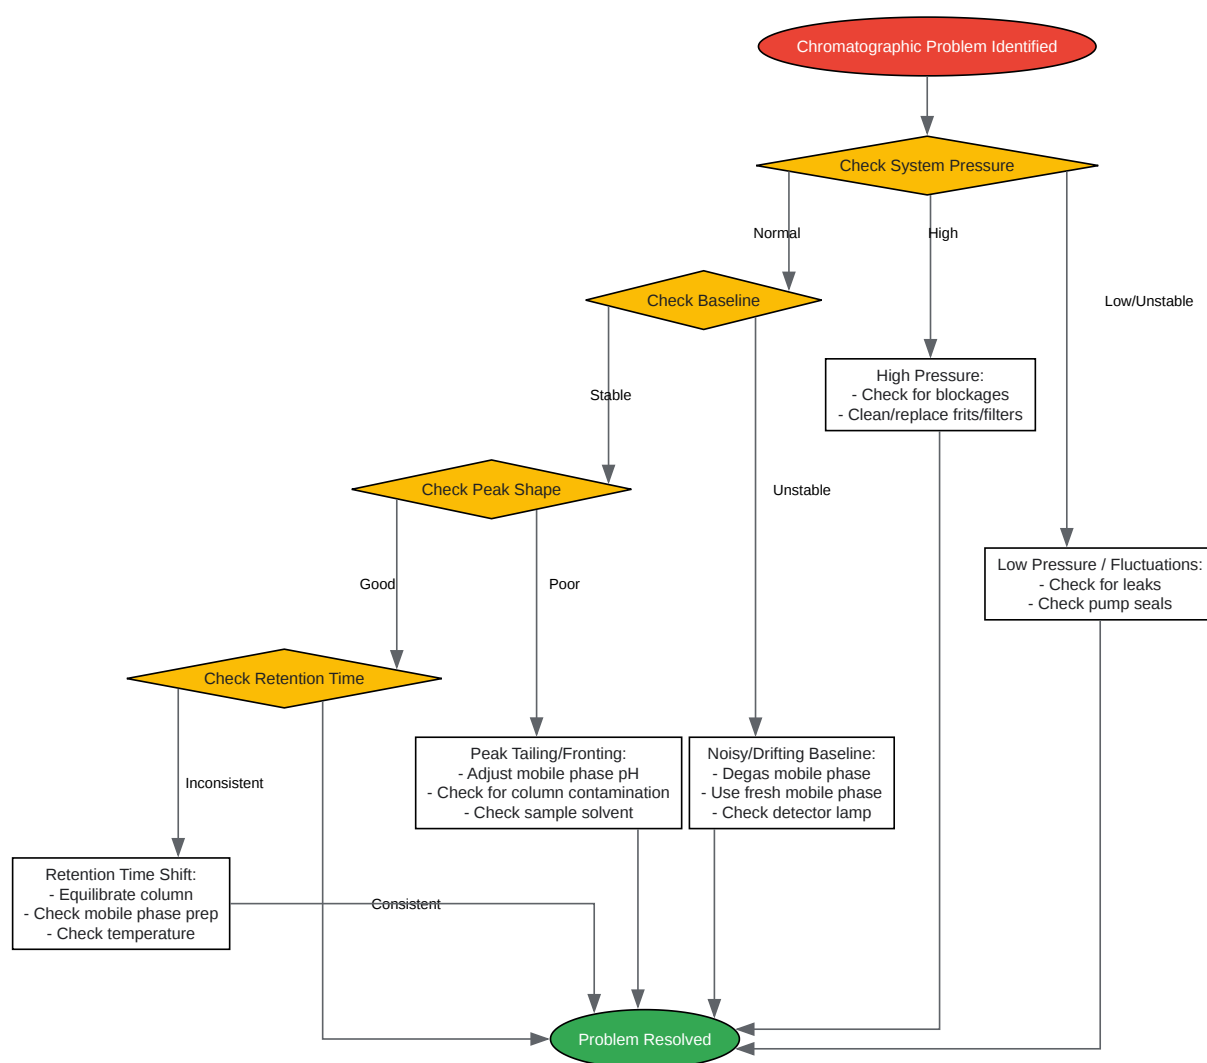 Chromatographic Problem Identified
Check System Pressure
Normal
High
Low/Unstable
Check Baseline
High Pressure:
- Check for blockages
- Clean/replace frits/filters
Stable
Unstable
Check Peak Shape
Low Pressure / Fluctuations:
- Check for leaks
- Check pump seals
Good
Poor
Check Retention Time
Peak Tailing/Fronting:
- Adjust mobile phase pH
- Check for column contamination
- Check sample solvent
Noisy/Drifting Baseline:
- Degas mobile phase
- Use fresh mobile phase
- Check detector lamp
Inconsistent
Retention Time Shift:
- Equilibrate column
- Check mobile phase prep
- Check temperature
Consistent
Problem Resolved